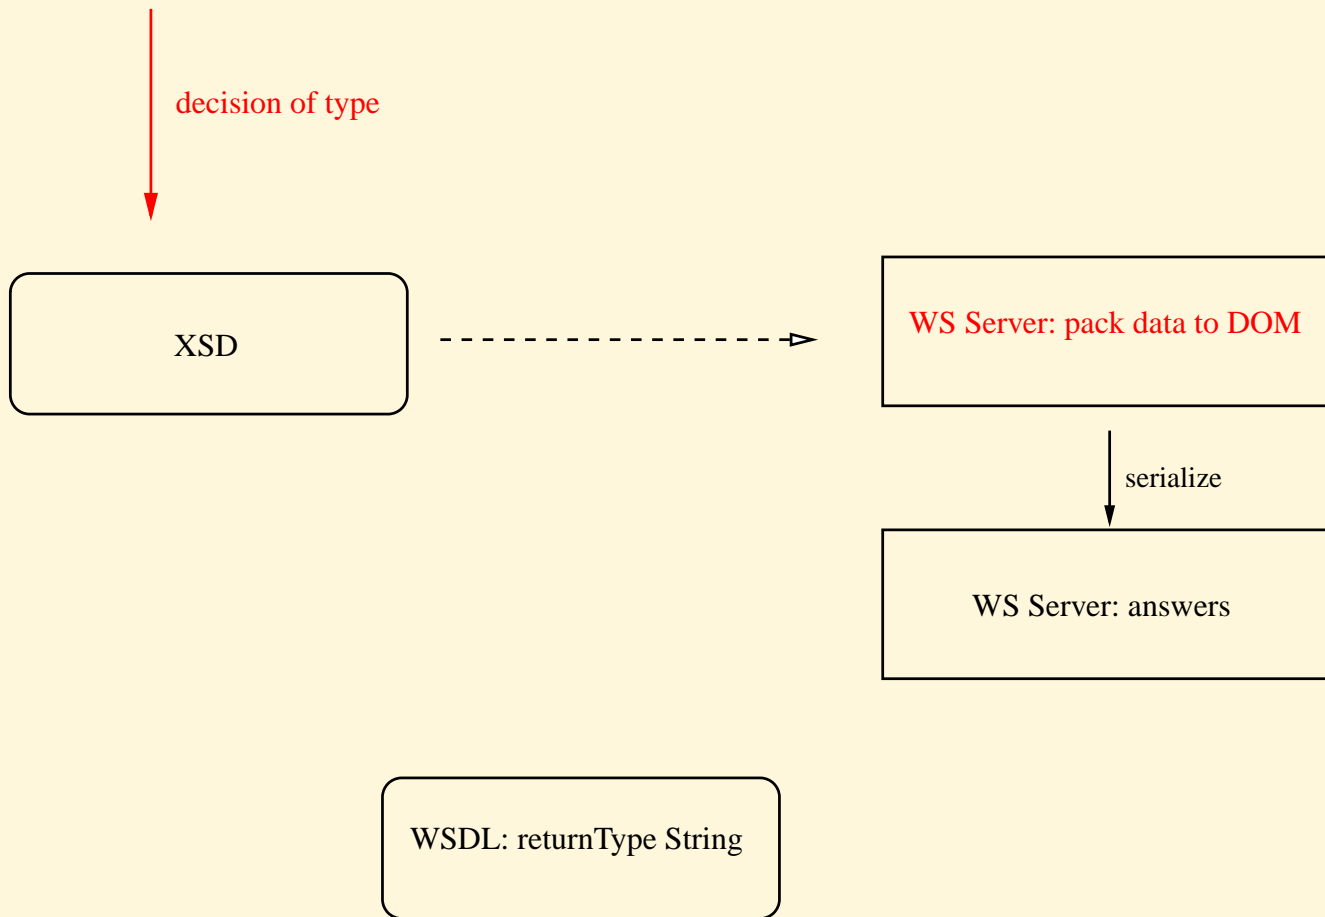 decision of type
XSD
WS Server: pack data to DOM
serialize
WS Server: answers
WSDL: returnType String